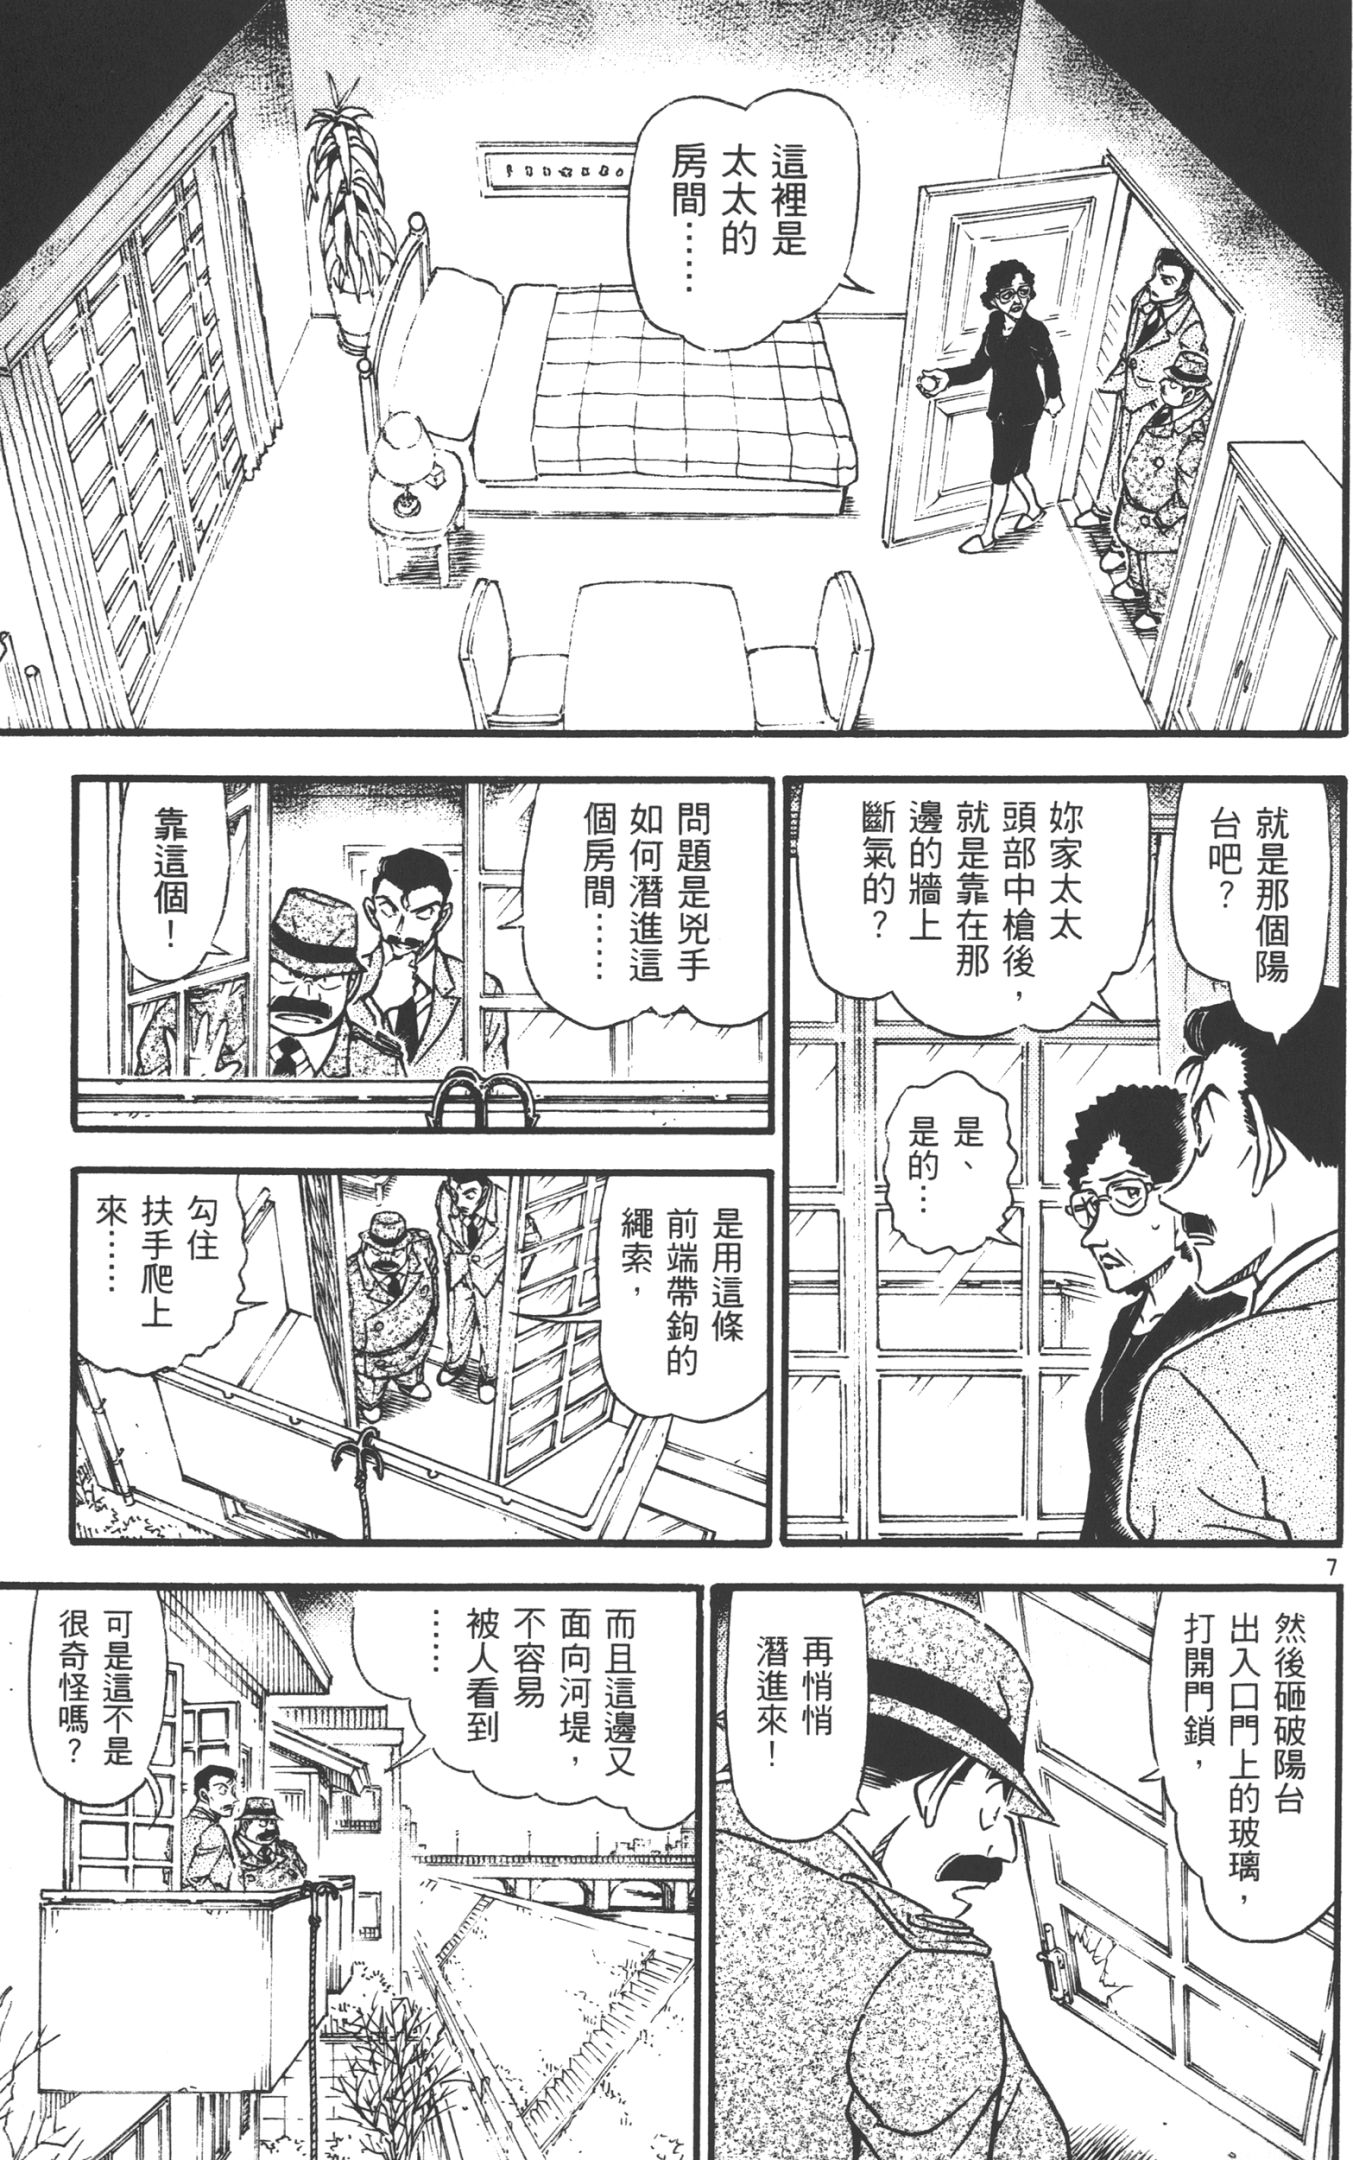 這裡是
太太的
房間……
就是那個陽
台吧？
妳家太太
頭部中槍後，
就是靠在那
邊的牆上
斷氣的？
是、
是的…
問題是兇手
如何潛進這
個房間……
靠這個！
是用這條
前端帶鉤的
繩索，
勾住
扶手爬上
來……
7
然後砸破陽台
出入口門上的玻璃，
打開門鎖，
再悄悄
潛進來！
而且這邊又
面向河堤，
不容易
被人看到
……
可是這不是
很奇怪嗎？